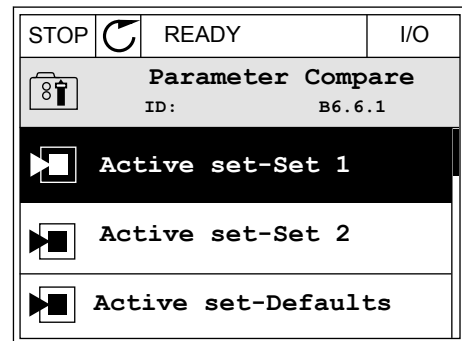 STOP READY I/O
Parameter Compare
ID: B6.6.1
Active set-Set 1
Active set-Set 2
Active set-Defaults